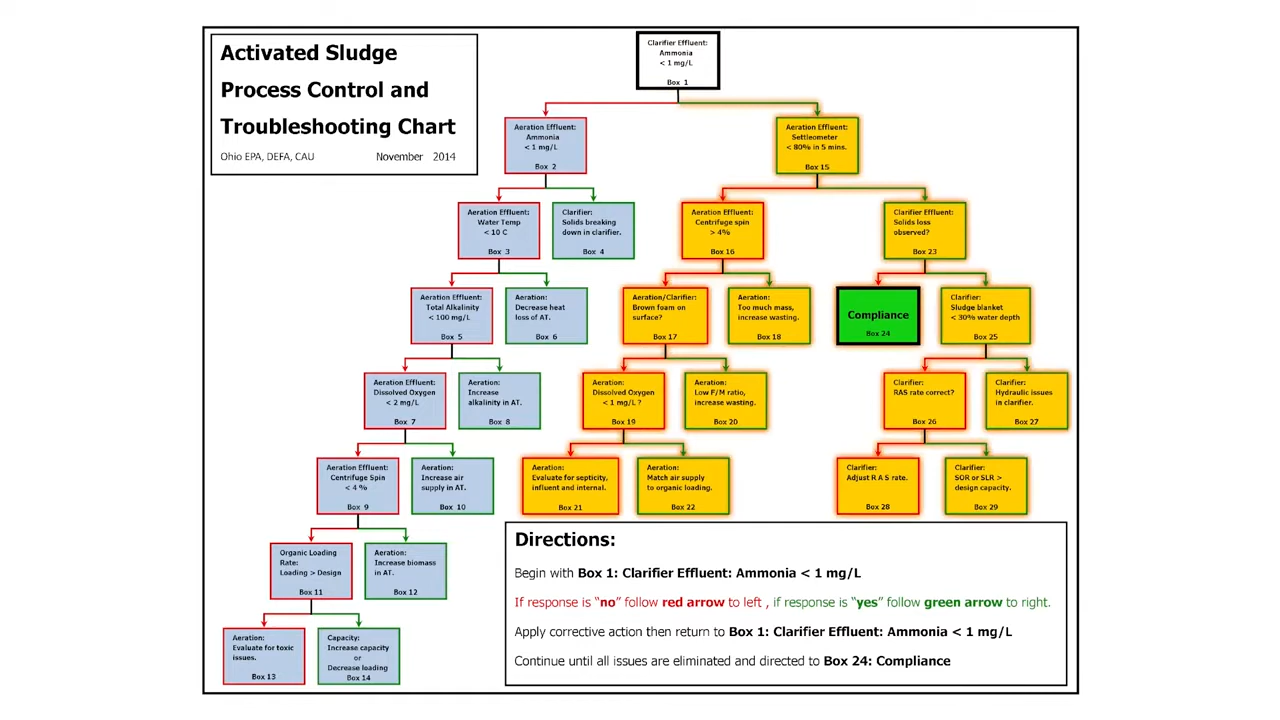 Activated Sludge
Process Control and
Troubleshooting Chart
Ohio EPA, DEFA, CAU November 2014
Clarifier Effluent:
Ammonia
< 1 mg/L
Box 1
Aeration Effluent:
Ammonia
< 1 mg/L
Box 2
Aeration Effluent:
Settleometer
< 80% in 5 mins.
Box 15
Aeration Effluent:
Water Temp
< 10 C
Box 3
Clarifier:
Solids breaking
down in clarifier.
Box 4
Aeration Effluent:
Centrifuge spin
> 4%
Box 16
Clarifier Effluent:
Solids loss
observed?
Box 23
Aeration Effluent:
Total Alkalinity
< 100 mg/L
Box 5
Aeration:
Decrease heat
loss of AT.
Box 6
Aeration/Clarifier:
Brown foam on
surface?
Box 17
Aeration:
Too much mass,
increase wasting.
Box 18
Compliance
Box 24
Clarifier:
Sludge blanket
< 30% water depth
Box 25
Aeration Effluent:
Dissolved Oxygen
< 2 mg/L
Box 7
Aeration:
Increase
alkalinity in AT.
Box 8
Aeration:
Dissolved Oxygen
< 1 mg/L ?
Box 19
Aeration:
Low F/M ratio,
increase wasting.
Box 20
Clarifier:
RAS rate correct?
Box 26
Clarifier:
Hydraulic issues
in clarifier.
Box 27
Aeration Effluent:
Centrifuge Spin
< 4 %
Box 9
Aeration:
Increase air
supply in AT.
Box 10
Aeration:
Evaluate for septicity,
influent and internal.
Box 21
Aeration:
Match air supply
to organic loading.
Box 22
Clarifier:
Adjust R A S rate.
Box 28
Clarifier:
SOR or SLR >
design capacity.
Box 29
Organic Loading
Rate:
Loading > Design
Box 11
Aeration:
Increase biomass
in AT.
Box 12
Aeration:
Evaluate for toxic
issues.
Box 13
Capacity:
Increase capacity
or
Decrease loading
Box 14
Directions:
Begin with Box 1: Clarifier Effluent: Ammonia < 1 mg/L
If response is “no” follow red arrow to left , if response is “yes” follow green arrow to right.
Apply corrective action then return to Box 1: Clarifier Effluent: Ammonia < 1 mg/L
Continue until all issues are eliminated and directed to Box 24: Compliance